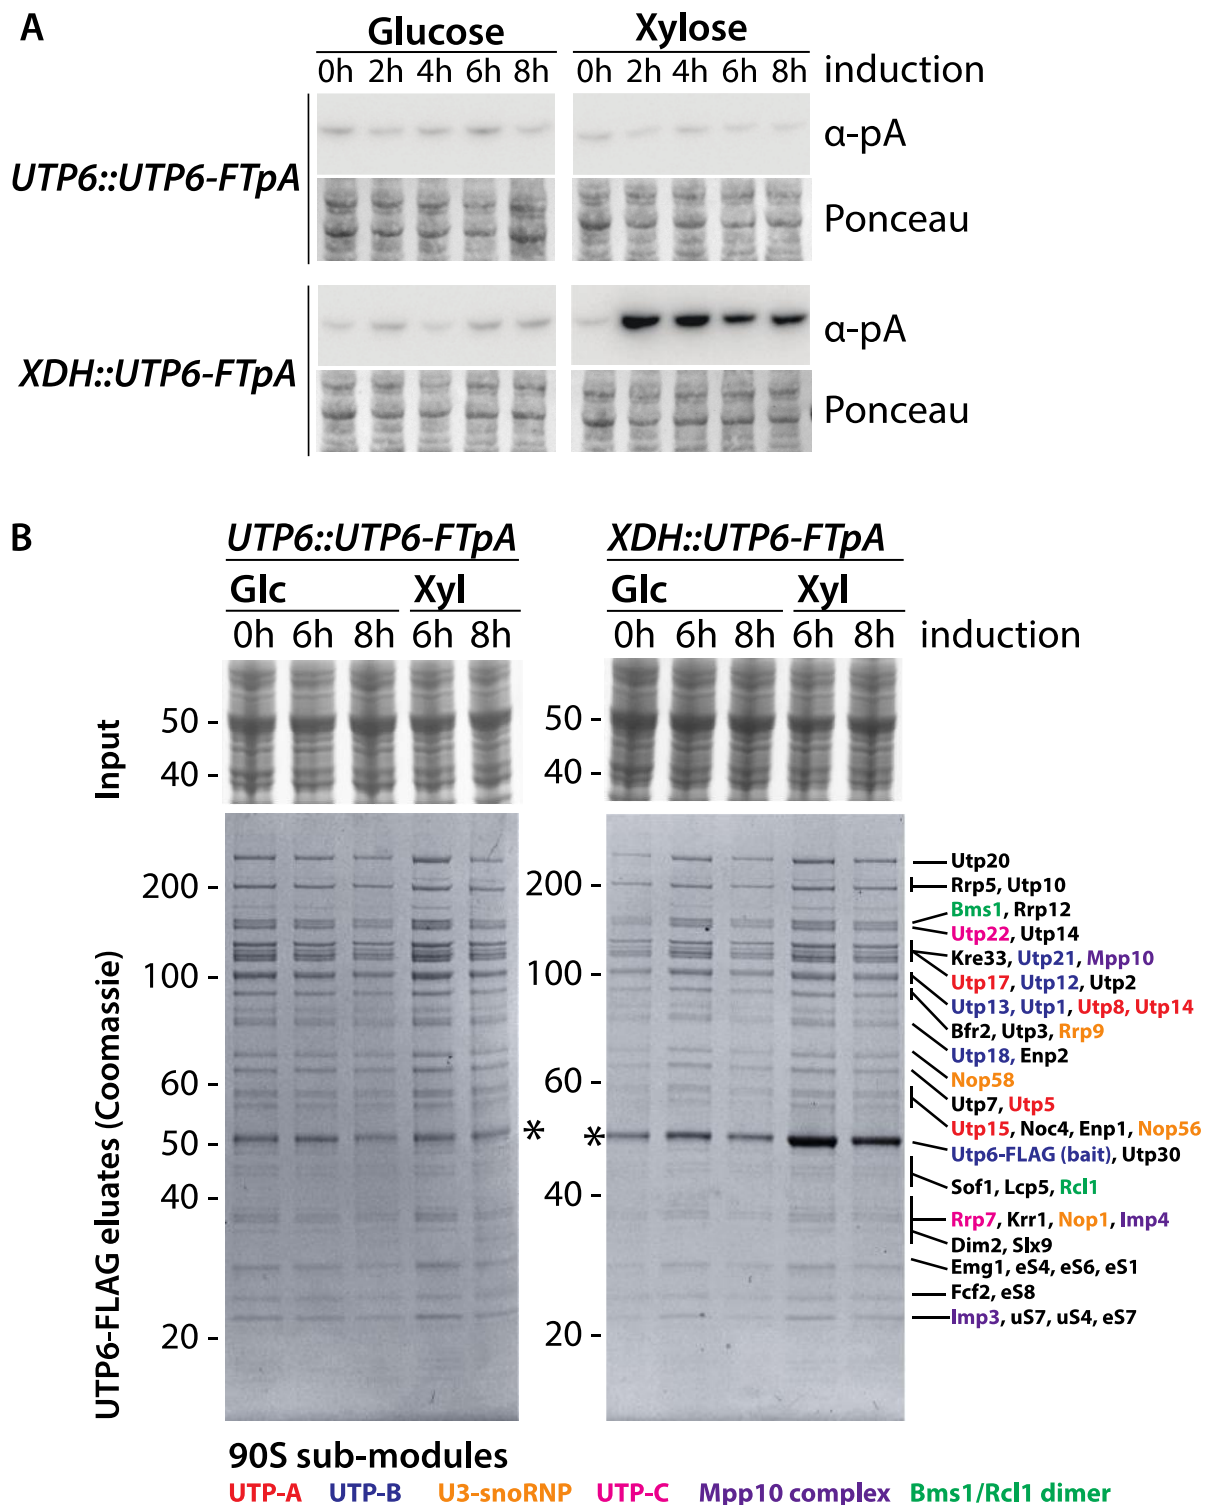 A
Glucose Xylose
0h 2h 4h 6h 8h 0h 2h 4h 6h 8h induction
UTP6::UTP6-FTpA
α-pA
Ponceau
XDH::UTP6-FTpA
α-pA
Ponceau
B
UTP6::UTP6-FTpA XDH::UTP6-FTpA
Glc Xyl Glc Xyl
0h 6h 8h 6h 8h 0h 6h 8h 6h 8h induction
Input
50 -
40 -
50 -
40 -
UTP6-FLAG eluates (Coomassie)
200 -
100 -
60 -
50 -
40 -
20 -
*
200 -
100 -
60 -
*
40 -
20 -
Utp20
Rrp5, Utp10
Bms1, Rrp12
Utp22, Utp14
Kre33, Utp21, Mpp10
Utp17, Utp12, Utp2
Utp13, Utp1, Utp8, Utp14
Bfr2, Utp3, Rrp9
Utp18, Enp2
Nop58
Utp7, Utp5
Utp15, Noc4, Enp1, Nop56
Utp6-FLAG (bait), Utp30
Sof1, Lcp5, Rcl1
Rrp7, Krr1, Nop1, Imp4
Dim2, Slx9
Emg1, eS4, eS6, eS1
Fcf2, eS8
Imp3, uS7, uS4, eS7
90S sub-modules
UTP-A UTP-B U3-snoRNP UTP-C Mpp10 complex Bms1/Rcl1 dimer